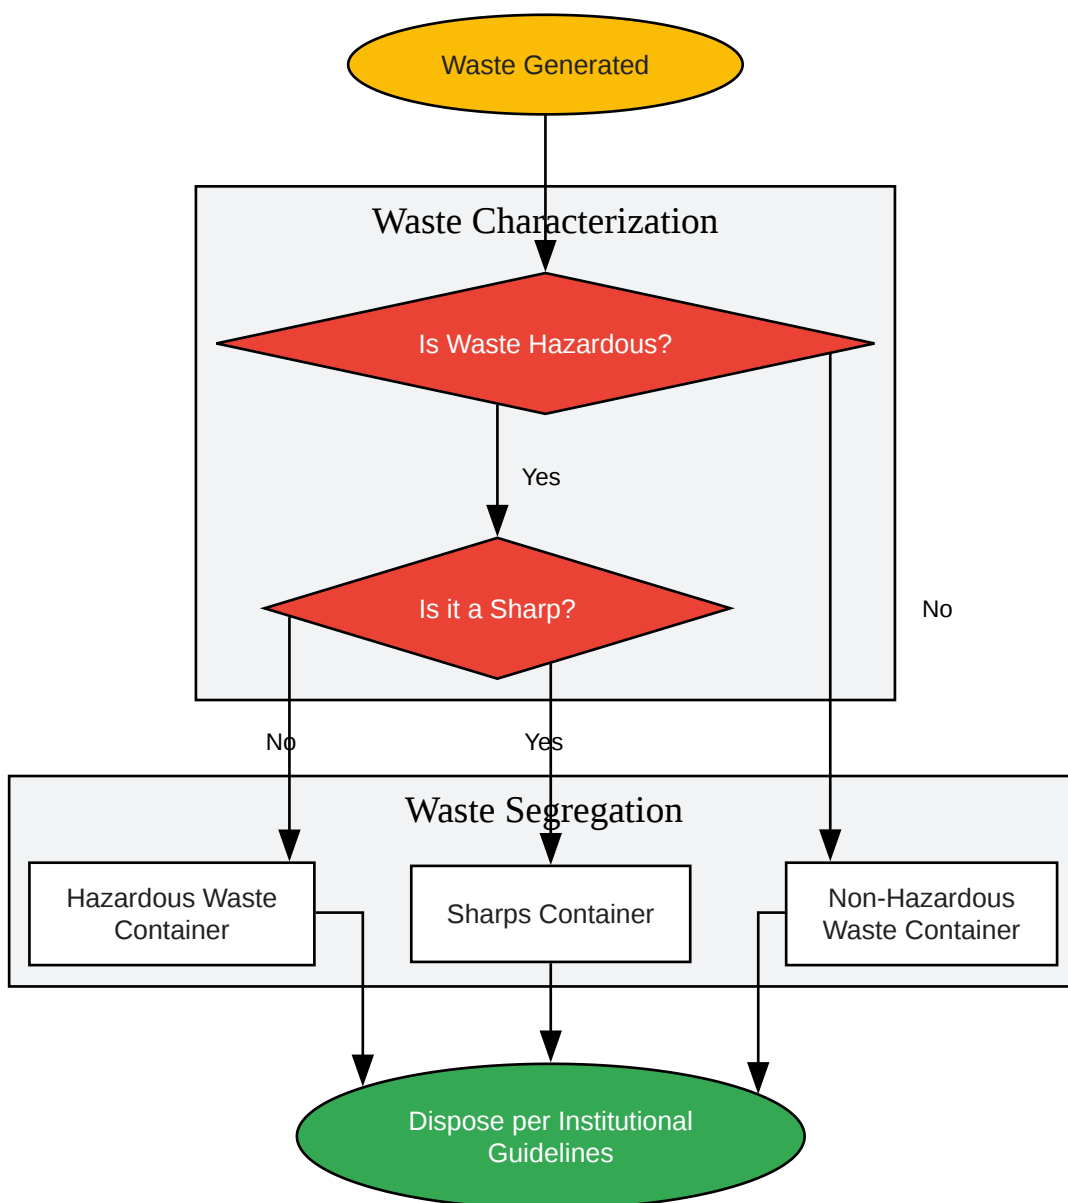 Waste Generated
Waste Characterization
Is Waste Hazardous?
Yes
Is it a Sharp?
No
No
Yes
Waste Segregation
Hazardous Waste
Container
Sharps Container
Non-Hazardous
Waste Container
Dispose per Institutional
Guidelines